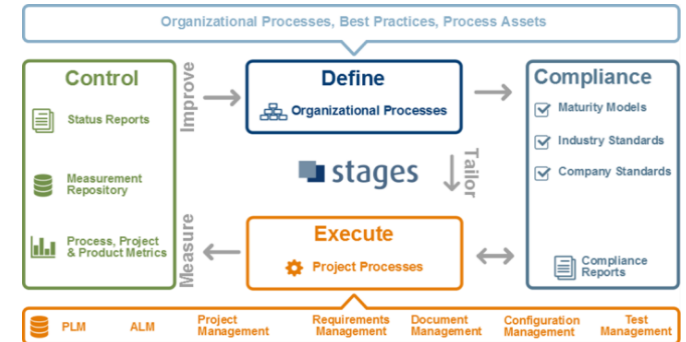 Organizational Processes, Best Practices, Process Assets
Control
Status Reports
Measurement
Repository
Process, Project
& Product Metrics
Improve
Measure
Define
Organizational Processes
stages
Tailor
Execute
Project Processes
Compliance
Maturity Models
Industry Standards
Company Standards
Compliance
Reports
PLM
ALM
Project
Management
Requirements
Management
Document
Management
Configuration
Management
Test
Management